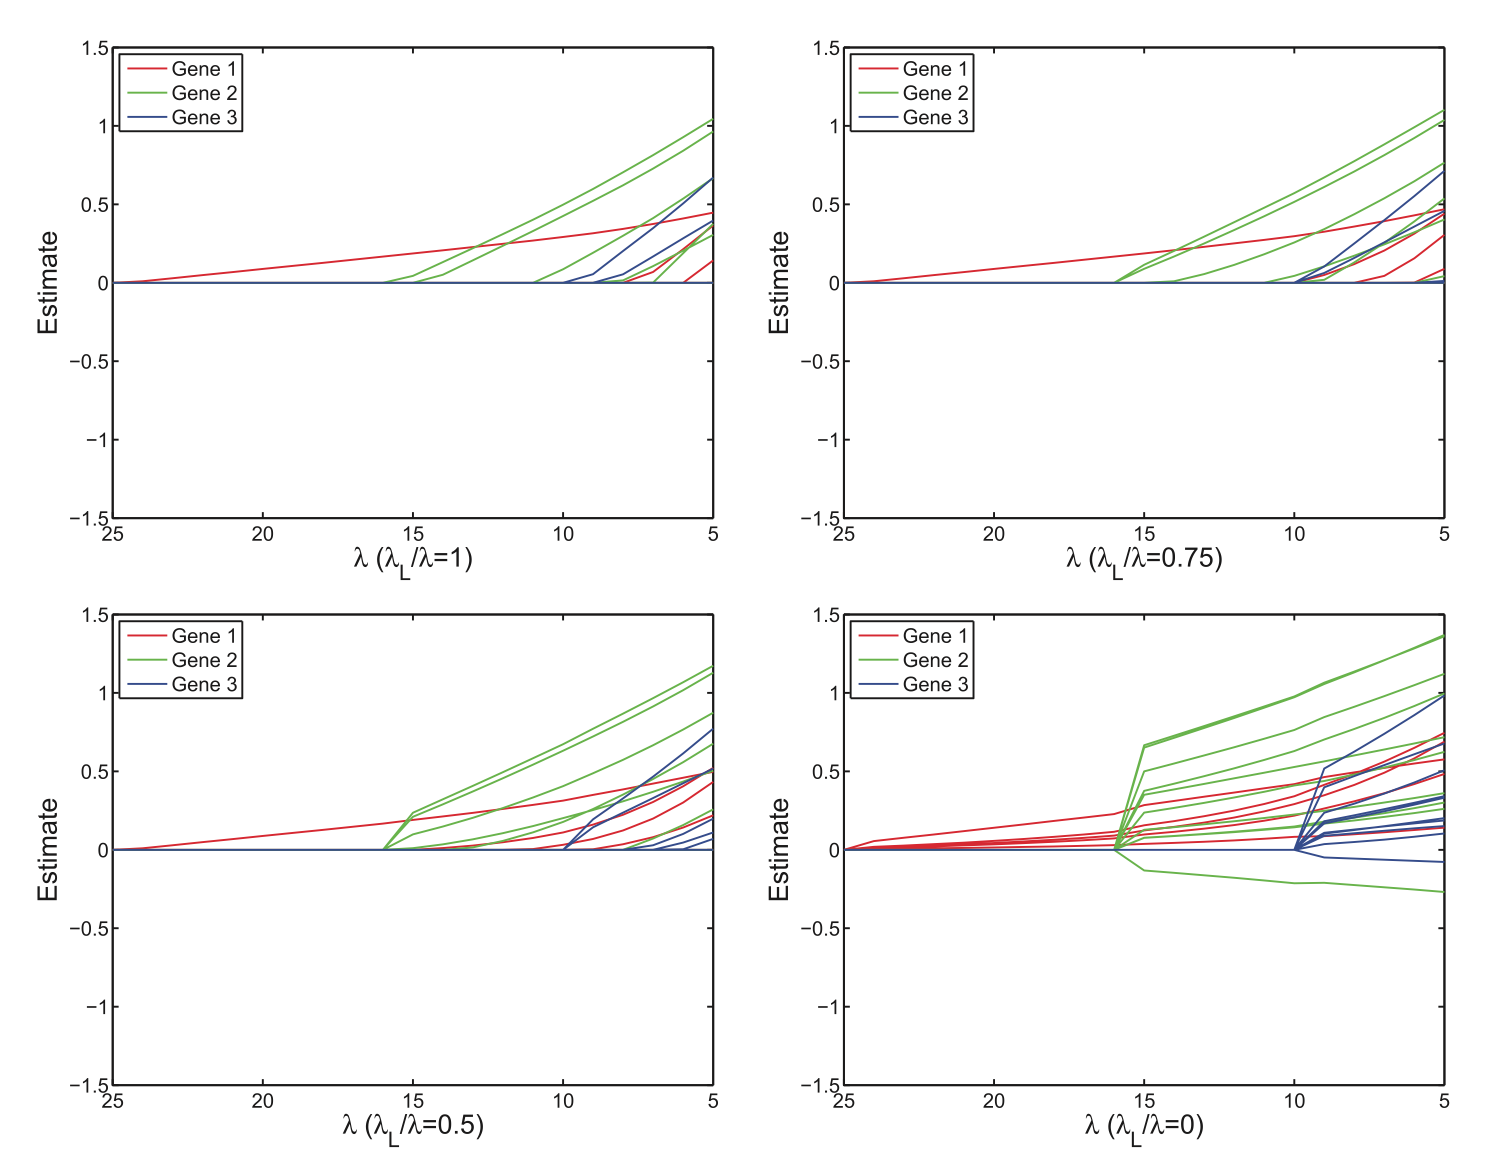 1.5
1
0.5
0
−0.5
−1
−1.5
Estimate
Gene 1
Gene 2
Gene 3
25 20 15 10 5
λ (λL/λ=1)
1.5
1
0.5
0
−0.5
−1
−1.5
Estimate
Gene 1
Gene 2
Gene 3
25 20 15 10 5
λ (λL/λ=0.75)
1.5
1
0.5
0
−0.5
−1
−1.5
Estimate
Gene 1
Gene 2
Gene 3
25 20 15 10 5
λ (λL/λ=0.5)
1.5
1
0.5
0
−0.5
−1
−1.5
Estimate
Gene 1
Gene 2
Gene 3
25 20 15 10 5
λ (λL/λ=0)